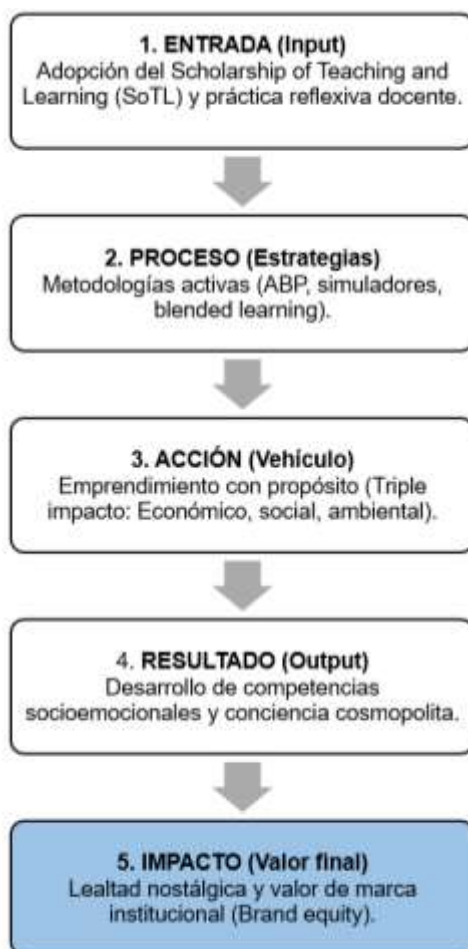 1. ENTRADA (Input)
Adopción del Scholarship of Teaching and
Learning (SoTL) y práctica reflexiva docente.
2. PROCESO (Estrategias)
Metodologías activas (ABP, simuladores,
blended learning).
3. ACCIÓN (Vehículo)
Emprendimiento con propósito (Triple
impacto: Económico, social, ambiental).
4. RESULTADO (Output)
Desarrollo de competencias
socioemocionales y conciencia cosmopolita.
5. IMPACTO (Valor final)
Lealtad nostálgica y valor de marca
institucional (Brand equity).